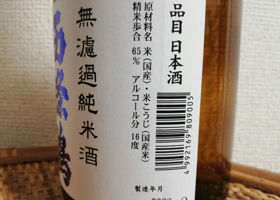 品目 日本酒
原材料名 米(国産)・米こうじ(国産米)
精米歩合 65% アルコール分 16度
無濾過純米酒
4992169809005
製造年月